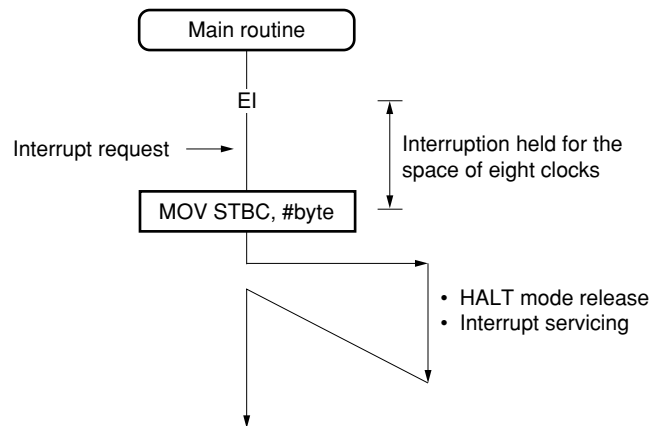 Main routine
EI
Interrupt request
Interruption held for the
space of eight clocks
MOV STBC, #byte
• HALT mode release
• Interrupt servicing